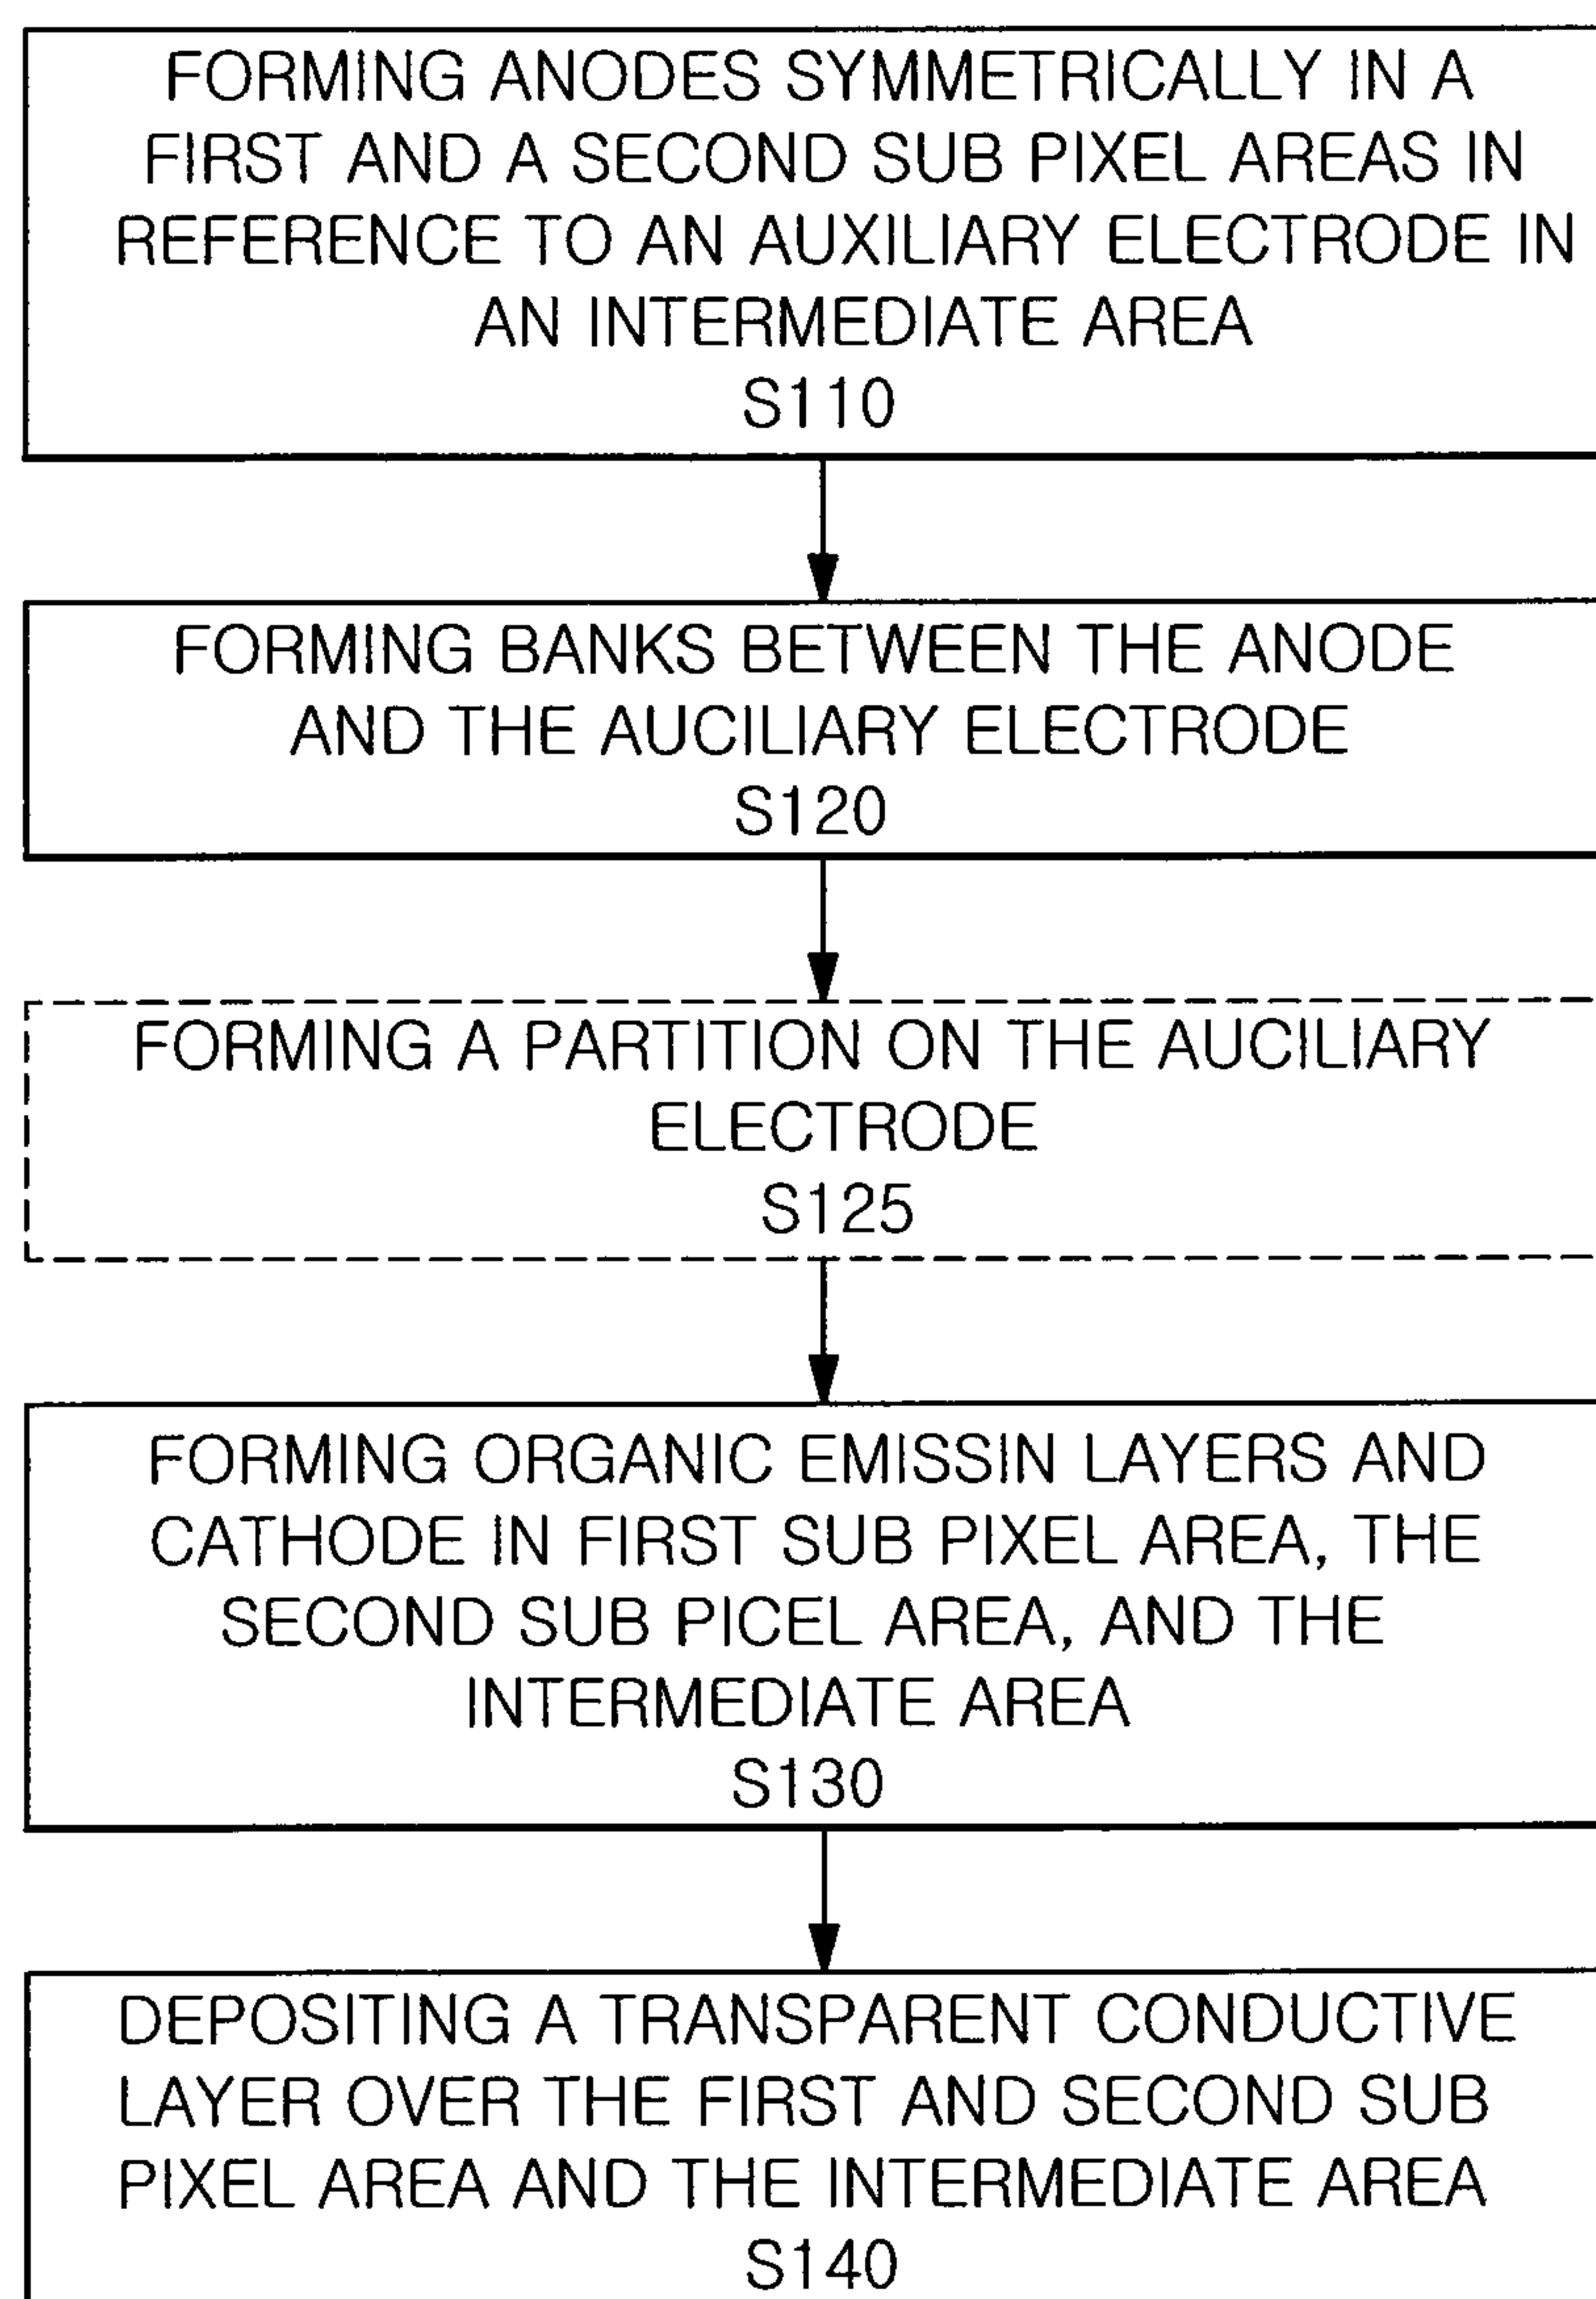 FORMING ANODES SYMMETRICALLY IN A
FIRST AND A SECOND SUB PIXEL AREAS IN
REFERENCE TO AN AUXILIARY ELECTRODE IN
AN INTERMEDIATE AREA
S110
FORMING BANKS BETWEEN THE ANODE
AND THE AUCILIARY ELECTRODE
S120
FORMING A PARTITION ON THE AUCILIARY
ELECTRODE
S125
FORMING ORGANIC EMISSIN LAYERS AND
CATHODE IN FIRST SUB PIXEL AREA, THE
SECOND SUB PICEL AREA, AND THE
INTERMEDIATE AREA
S130
DEPOSITING A TRANSPARENT CONDUCTIVE
LAYER OVER THE FIRST AND SECOND SUB
PIXEL AREA AND THE INTERMEDIATE AREA
S140